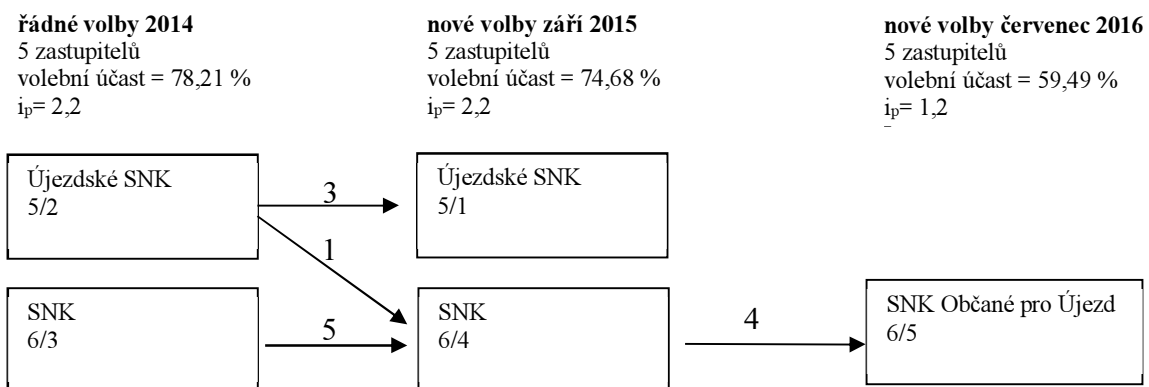 řádné volby 2014
5 zastupitelů
volební účast = 78,21 %
ip= 2,2
nové volby září 2015
5 zastupitelů
volební účast = 74,68 %
ip= 2,2
nové volby červenec 2016
5 zastupitelů
volební účast = 59,49 %
ip= 1,2
Újezdské SNK
5/2
3
1
Újezdské SNK
5/1
SNK
6/3
5
SNK
6/4
4
SNK Občané pro Újezd
6/5